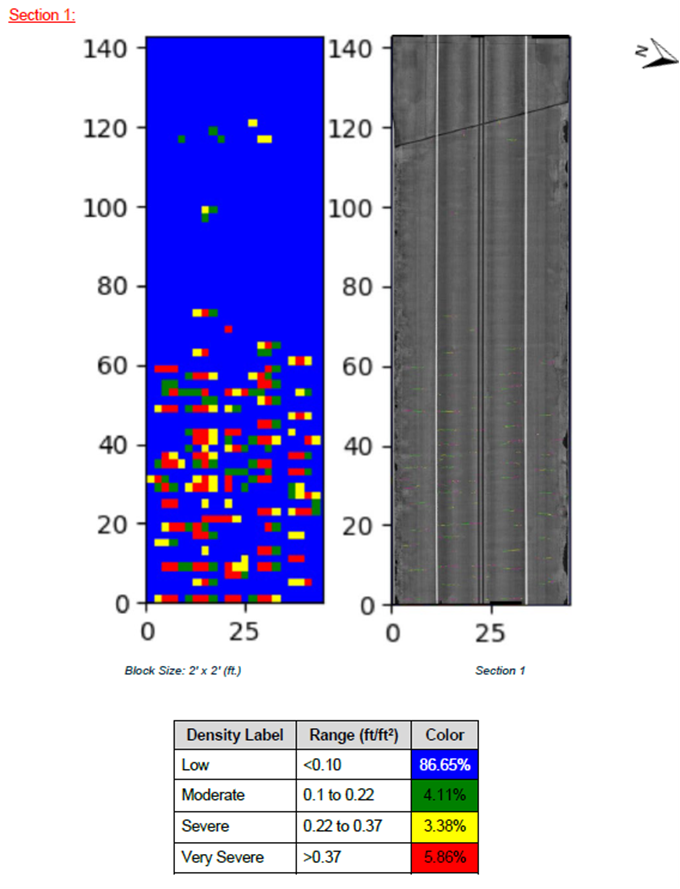 Section 1:
140
120
100
80
60
40
20
0
0
25
140
120
100
80
60
40
20
0
0
25
N
Block Size: 2' x 2' (ft.)
Section 1
Density Label Range (ft/ft²) Color
Low <0.10 86.65%
Moderate 0.1 to 0.22 4.11%
Severe 0.22 to 0.37 3.38%
Very Severe >0.37 5.86%